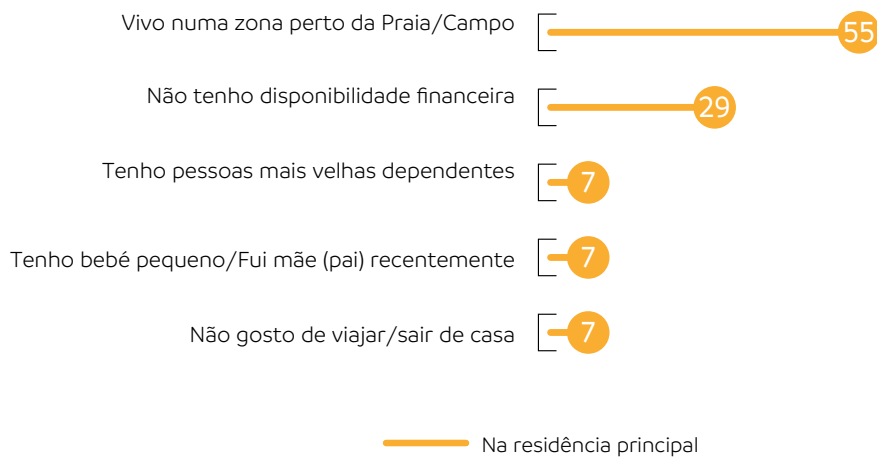 Vivo numa zona perto da Praia/Campo 55
Não tenho disponibilidade financeira 29
Tenho pessoas mais velhas dependentes 7
Tenho bebé pequeno/Fui mãe (pai) recentemente 7
Não gosto de viajar/sair de casa 7
Na residência principal